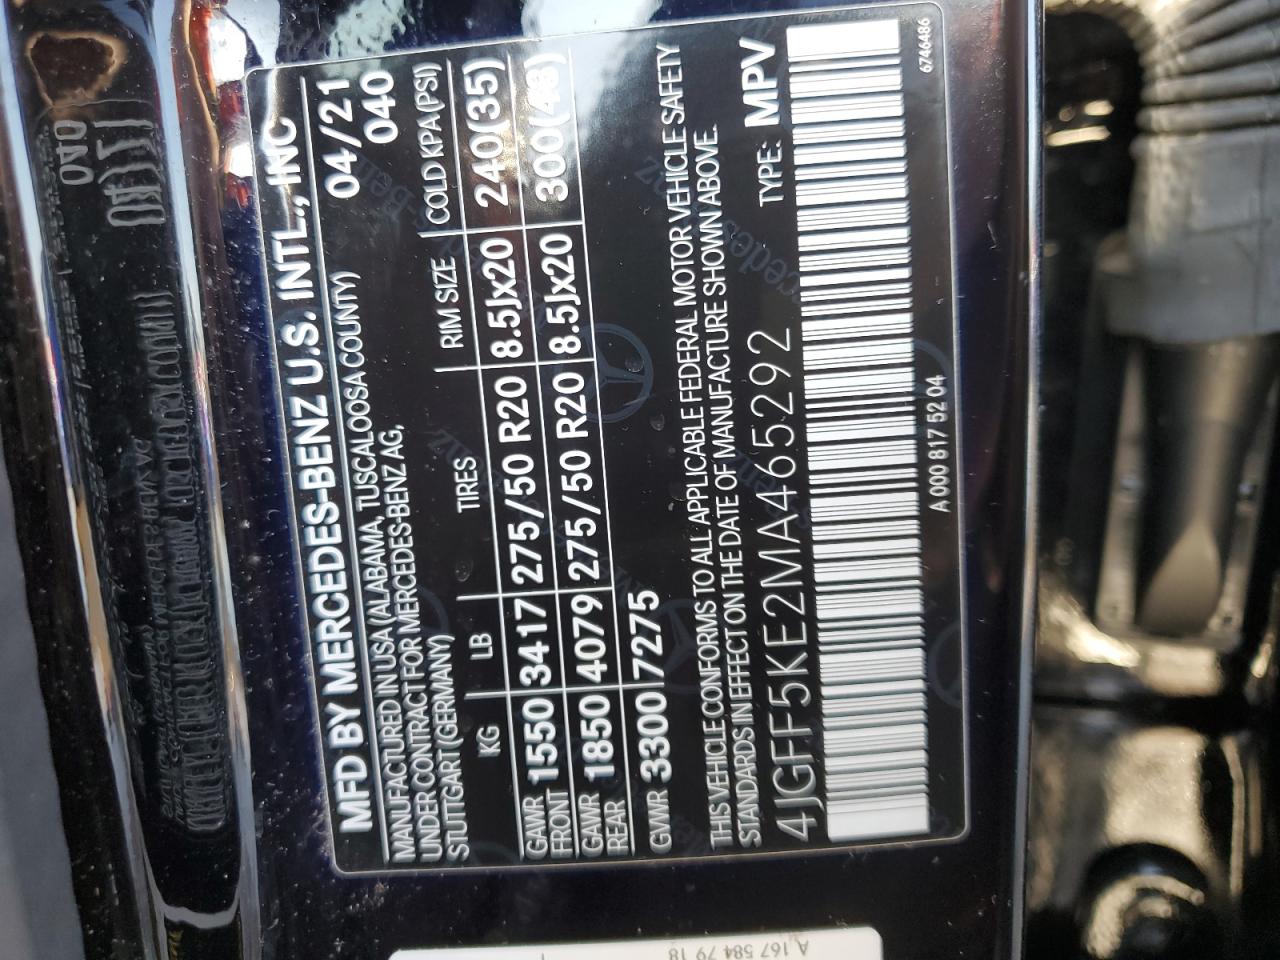 MFD BY MERCEDES-BENZ U.S. INTL., INC
MANUFACTURED IN USA (ALABAMA, TUSCALOOSA COUNTY) 04/21
UNDER CONTRACT FOR MERCEDES-BENZ AG, 040
STUTTGART (GERMANY)
KG LB TIRES RIM SIZE COLD KPA (PSI)
GAWR FRONT 1550 3417 275/50 R20 8.5Jx20 240(35)
GAWR REAR 1850 4079 275/50 R20 8.5Jx20 300(43)
GVWR 3300 7275
THIS VEHICLE CONFORMS TO ALL APPLICABLE FEDERAL MOTOR VEHICLE SAFETY
STANDARDS IN EFFECT ON THE DATE OF MANUFACTURE SHOWN ABOVE.
4JGFF5KE2MA465292 TYPE: MPV
A 000 817 52 04 6746486
A 167 584 79 18